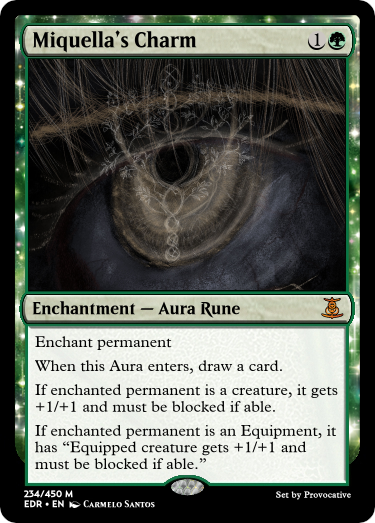 Miquella's Charm 1
Enchantment — Aura Rune
Enchant permanent
When this Aura enters, draw a card.
If enchanted permanent is a creature, it gets
+1/+1 and must be blocked if able.
If enchanted permanent is an Equipment, it
has “Equipped creature gets +1/+1 and
must be blocked if able.”
234/450 M
EDR • EN Carmelo Santos
Set by Provocative